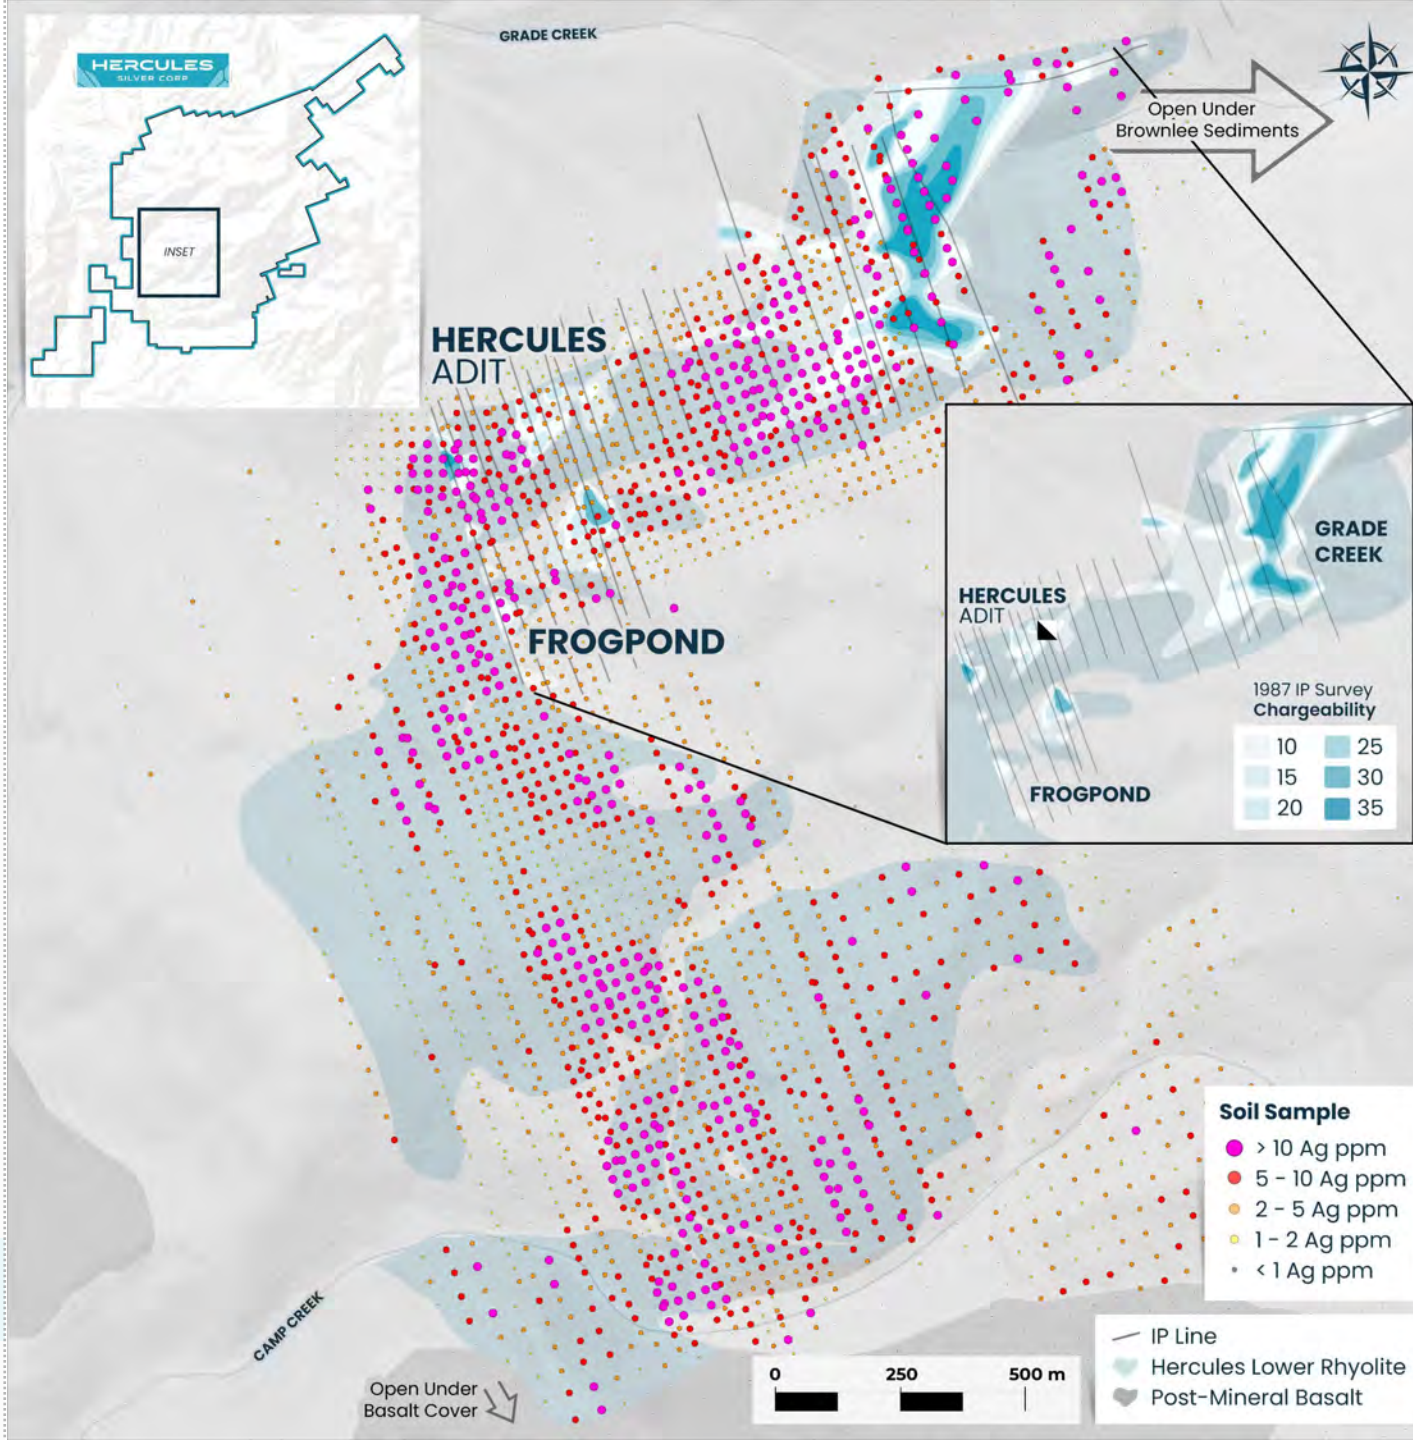 HERCULES
SILVER CORP
INSET
GRADE CREEK
Open Under
Brownlee Sediments
HERCULES
ADIT
FROGPOND
GRADE
CREEK
HERCULES
ADIT
1987 IP Survey
Chargeability
10
25
15
30
20
35
FROGPOND
Soil Sample
> 10 Ag ppm
5 - 10 Ag ppm
2 - 5 Ag ppm
1 - 2 Ag ppm
< 1 Ag ppm
CAMP CREEK
Open Under
Basalt Cover
0
250
500 m
IP Line
Hercules Lower Rhyolite
Post-Mineral Basalt